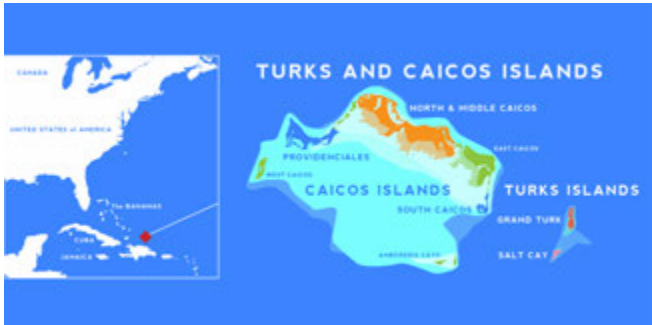 CANADA
UNITED STATES of AMERICA
The BAHAMAS
CUBA
JAMAICA
TURKS AND CAICOS ISLANDS
NORTH & MIDDLE CAICOS
EAST CAICOS
PROVIDENCIALES
WEST CAICOS
CAICOS ISLANDS
TURKS ISLANDS
SOUTH CAICOS
GRAND TURK
AMBERGRIS CAYS
SALT CAY